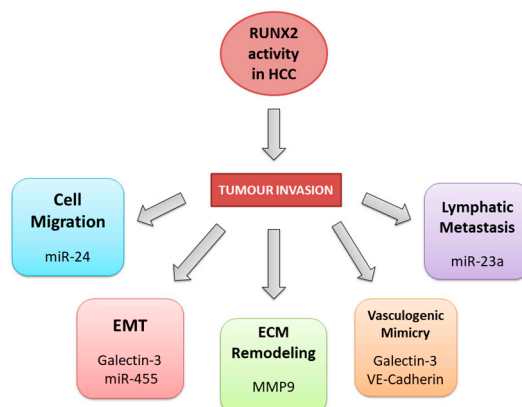 RUNX2
activity
in HCC
TUMOUR INVASION
Cell
Migration
miR-24
Lymphatic
Metastasis
miR-23a
EMT
Galectin-3
miR-455
ECM
Remodeling
MMP9
Vasculogenic
Mimicry
Galectin-3
VE-Cadherin